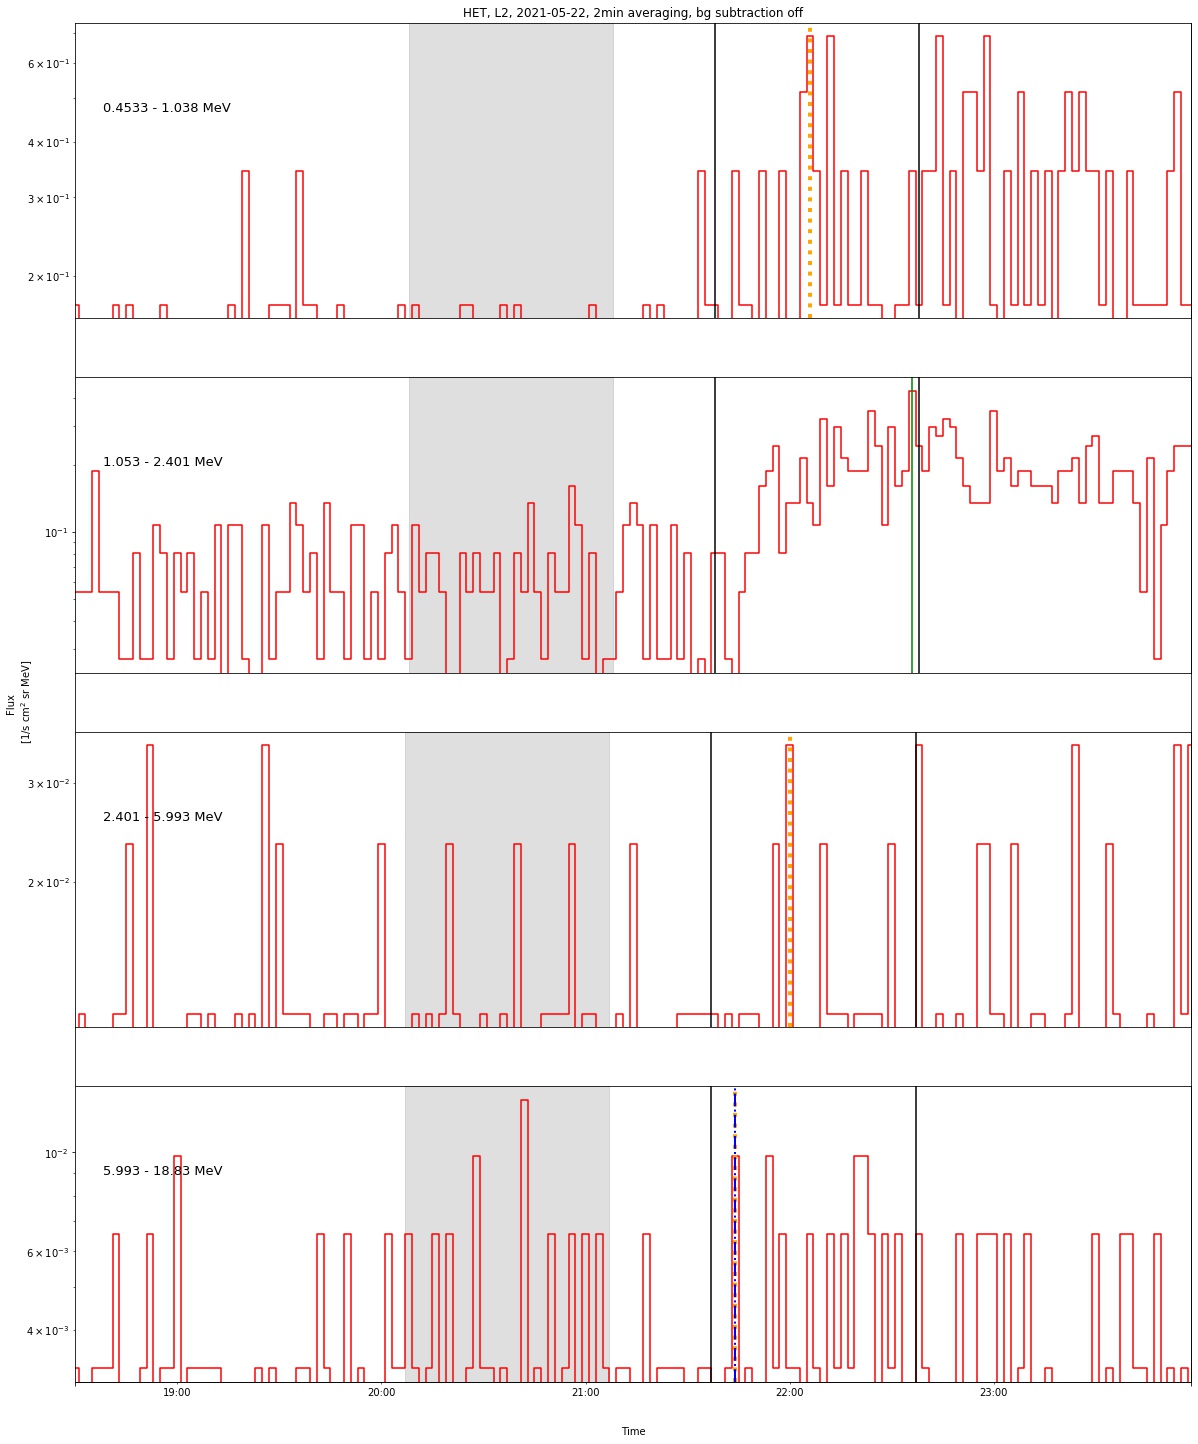 HET, L2, 2021-05-22, 2min averaging, bg subtraction off
6 × 10⁻¹
0.4533 - 1.038 MeV
4 × 10⁻¹
3 × 10⁻¹
2 × 10⁻¹
1.053 - 2.401 MeV
10⁻¹
Flux
[1/s cm² sr MeV]
3 × 10⁻²
2.401 - 5.993 MeV
2 × 10⁻²
10⁻²
5.993 - 18.83 MeV
6 × 10⁻³
4 × 10⁻³
19:00 20:00 21:00 22:00 23:00
Time